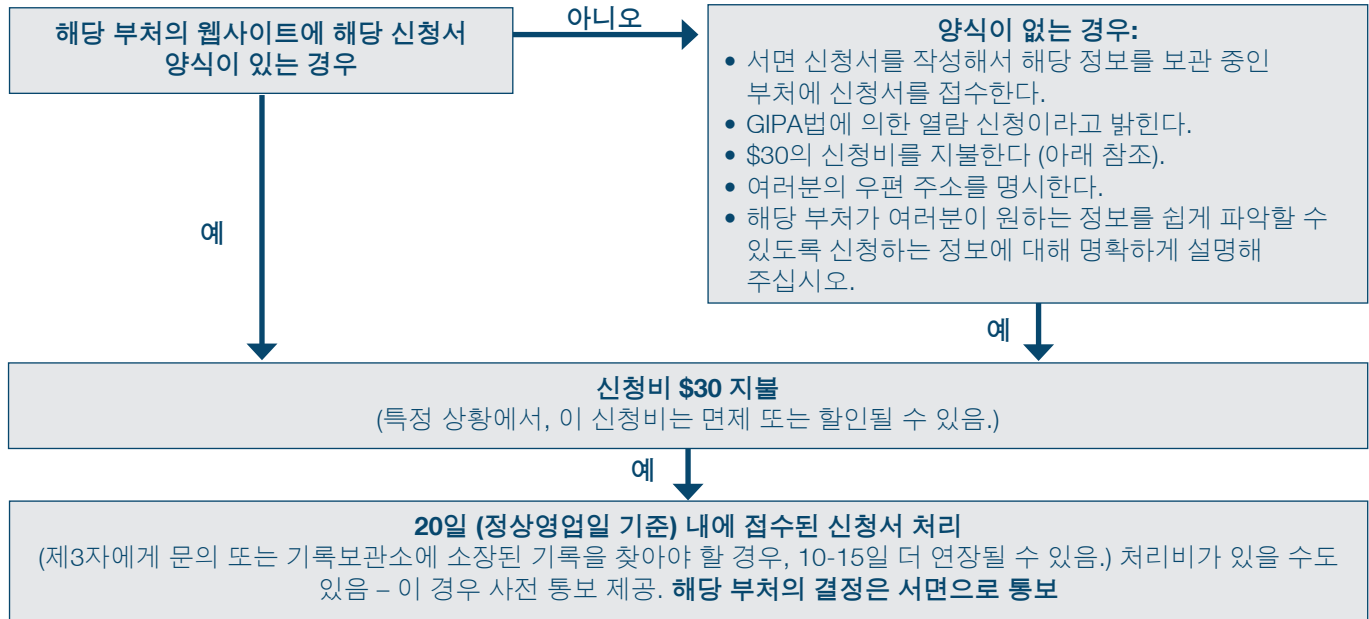 해당 부처의 웹사이트에 해당 신청서
양식이 있는 경우
아니오
양식이 없는 경우:
• 서면 신청서를 작성해서 해당 정보를 보관 중인
부처에 신청서를 접수한다.
• GIPA법에 의한 열람 신청이라고 밝힌다.
• $30의 신청비를 지불한다 (아래 참조).
• 여러분의 우편 주소를 명시한다.
• 해당 부처가 여러분이 원하는 정보를 쉽게 파악할 수
있도록 신청하는 정보에 대해 명확하게 설명해
주십시오.
예
예
신청비 $30 지불
(특정 상황에서, 이 신청비는 면제 또는 할인될 수 있음.)
예
20일 (정상영업일 기준) 내에 접수된 신청서 처리
(제3자에게 문의 또는 기록보관소에 소장된 기록을 찾아야 할 경우, 10-15일 더 연장될 수 있음.) 처리비가 있을 수도
있음 – 이 경우 사전 통보 제공. 해당 부처의 결정은 서면으로 통보